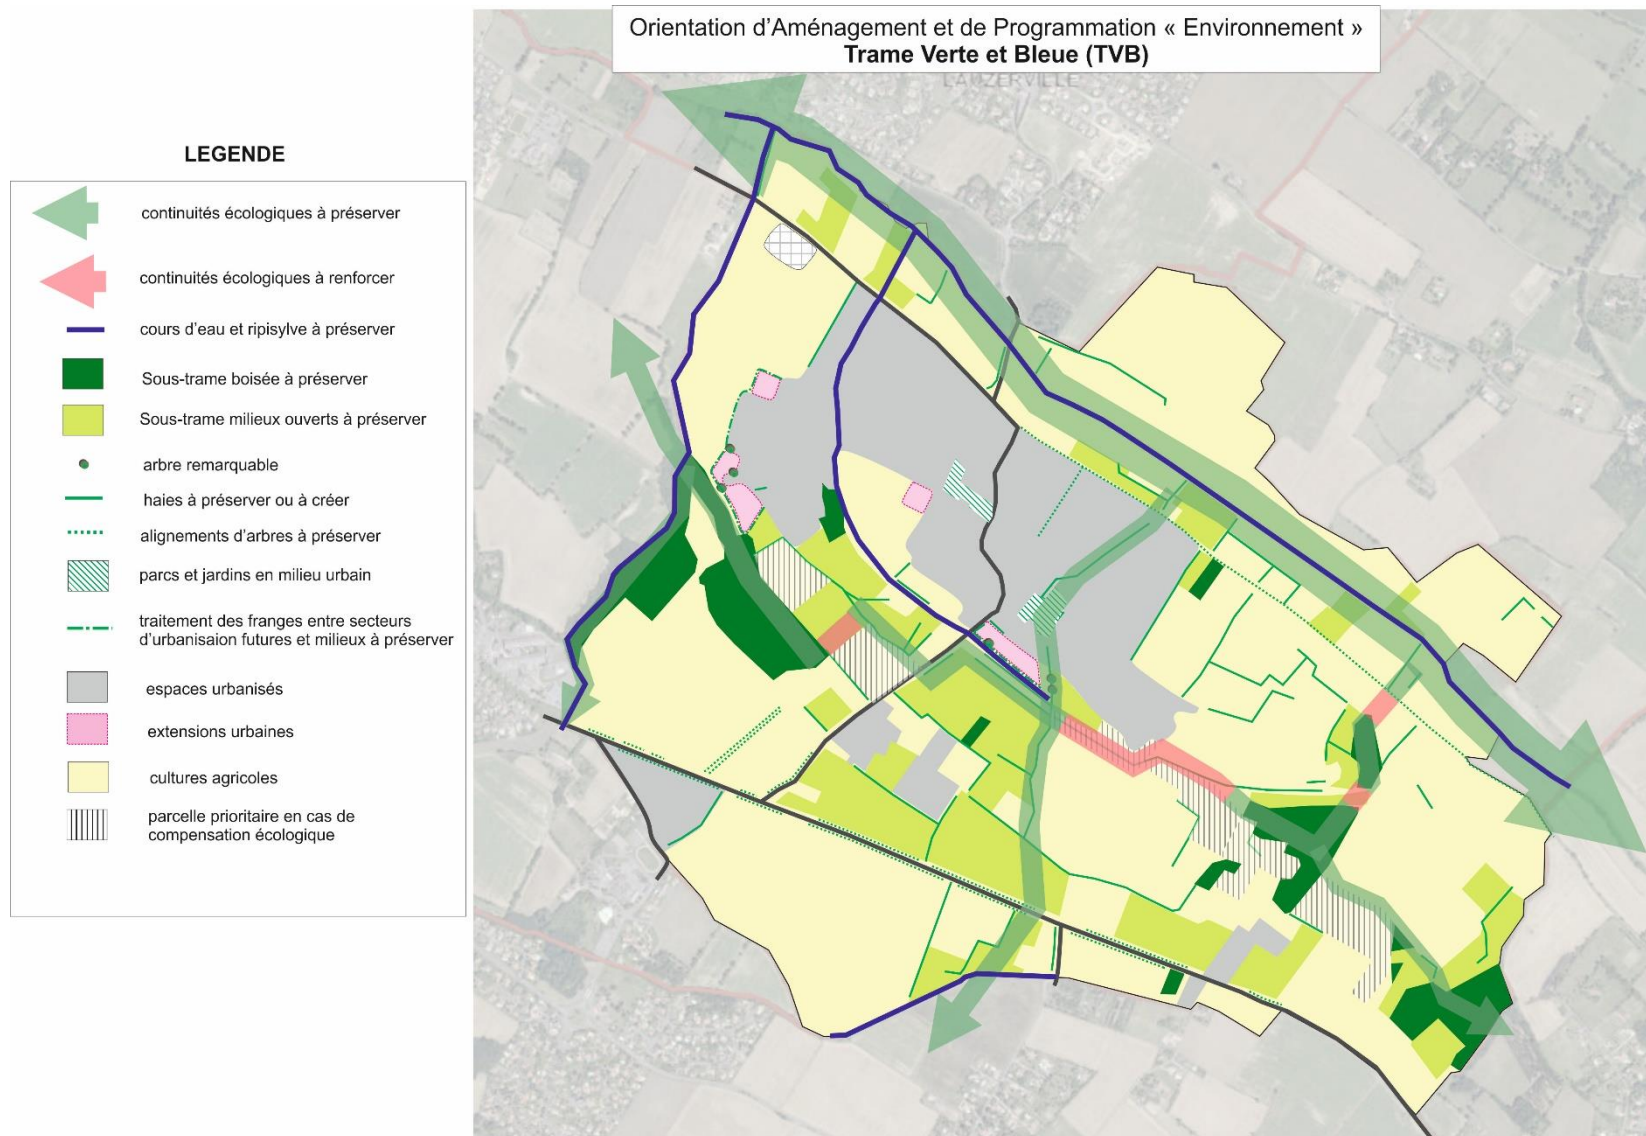 Orientation d'Aménagement et de Programmation « Environnement »
Trame Verte et Bleue (TVB)
LAUZERVILLE
LEGENDE
continuités écologiques à préserver
continuités écologiques à renforcer
cours d'eau et ripisylve à préserver
Sous-trame boisée à préserver
Sous-trame milieux ouverts à préserver
arbre remarquable
haies à préserver ou à créer
alignements d'arbres à préserver
parcs et jardins en milieu urbain
traitement des franges entre secteurs
d'urbanisaion futures et milieux à préserver
espaces urbanisés
extensions urbaines
cultures agricoles
parcelle prioritaire en cas de
compensation écologique